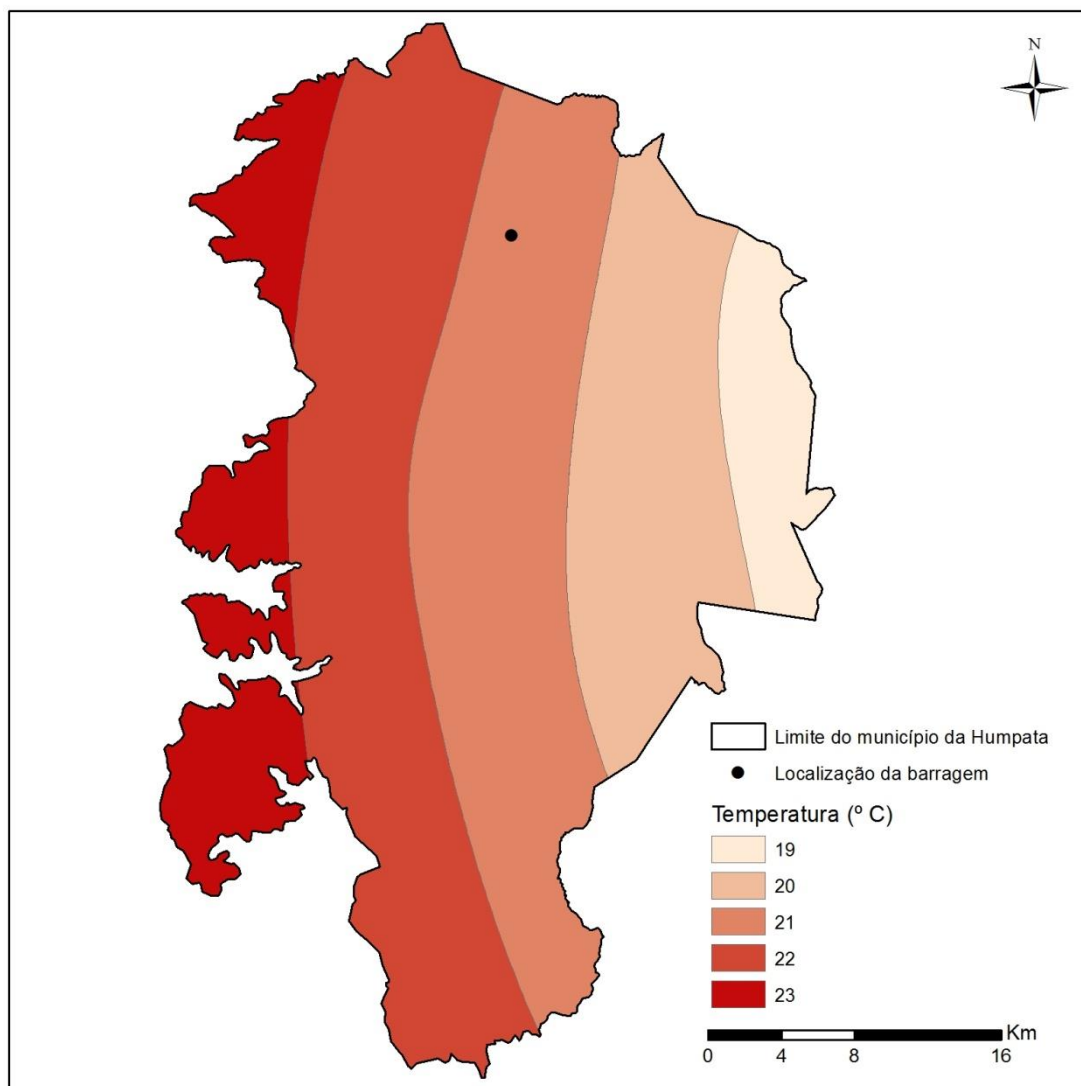 N
Limite do município da Humpata
Localização da barragem
Temperatura (º C)
19
20
21
22
23
Km
0 4 8 16